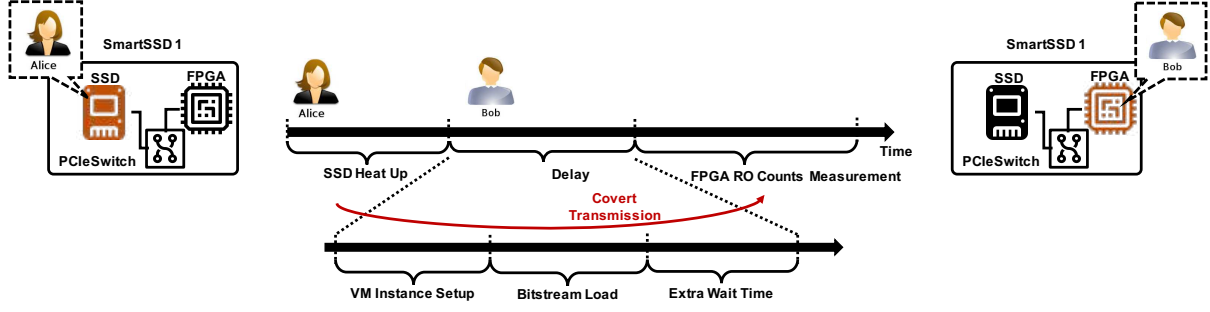 SmartSSD 1
Alice
SSD
FPGA
PCIeSwitch
Alice
Bob
Time
SSD Heat Up
Delay
FPGA RO Counts Measurement
Covert
Transmission
VM Instance Setup
Bitstream Load
Extra Wait Time
SmartSSD 1
Bob
SSD
FPGA
PCIeSwitch